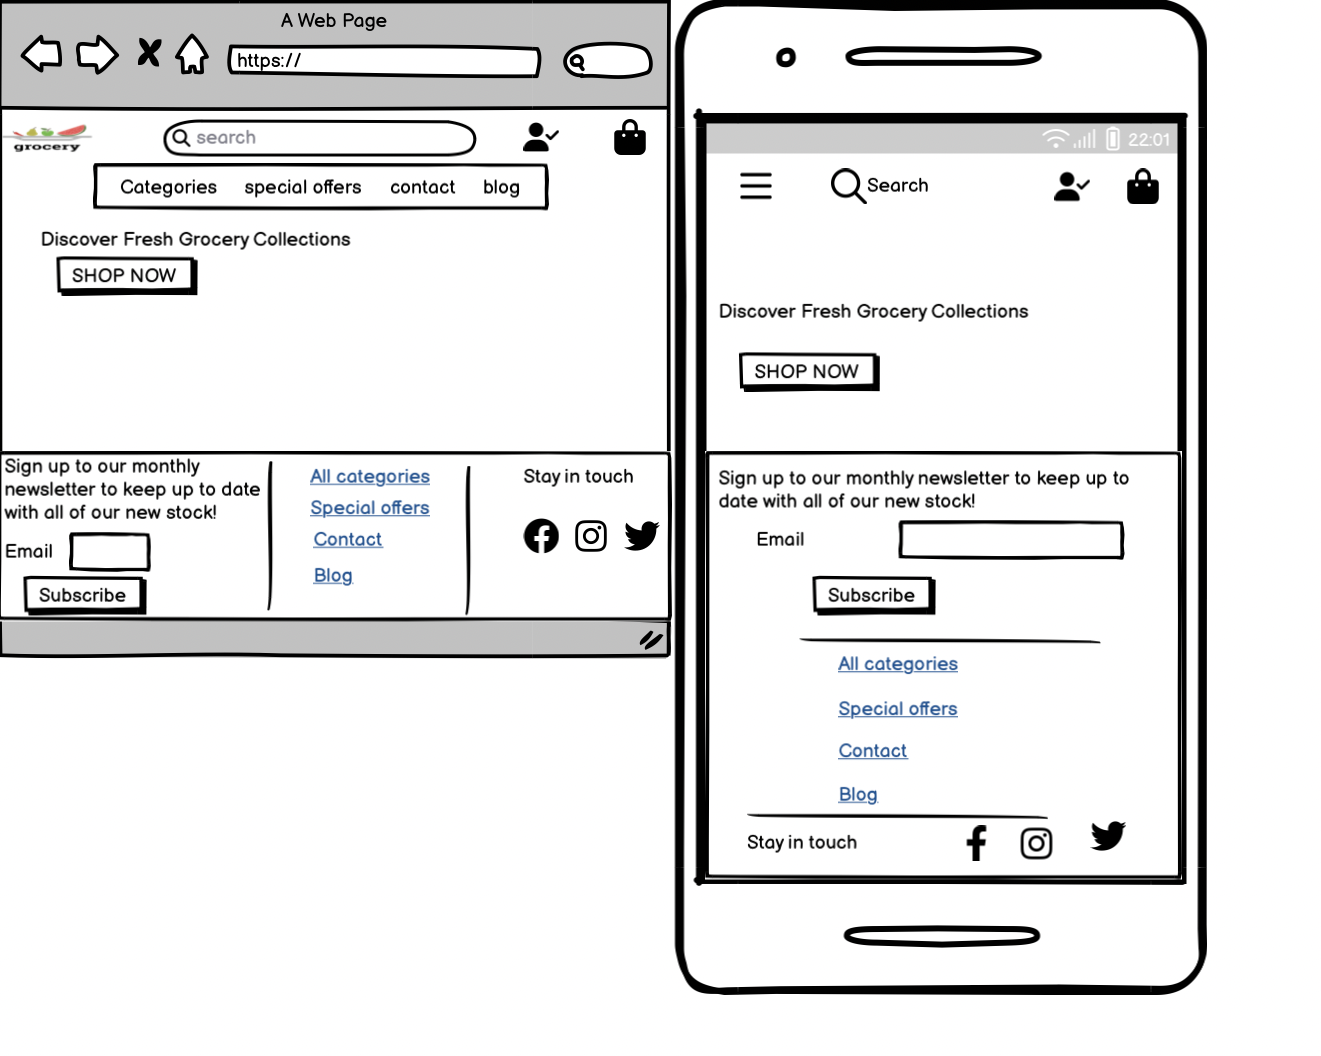 A Web Page
https://
grocery
search
Categories special offers contact blog
Discover Fresh Grocery Collections
SHOP NOW
Sign up to our monthly
newsletter to keep up to date
with all of our new stock!
Email
Subscribe
All categories
Special offers
Contact
Blog
Stay in touch
22:01
Search
Discover Fresh Grocery Collections
SHOP NOW
Sign up to our monthly newsletter to keep up to
date with all of our new stock!
Email
Subscribe
All categories
Special offers
Contact
Blog
Stay in touch